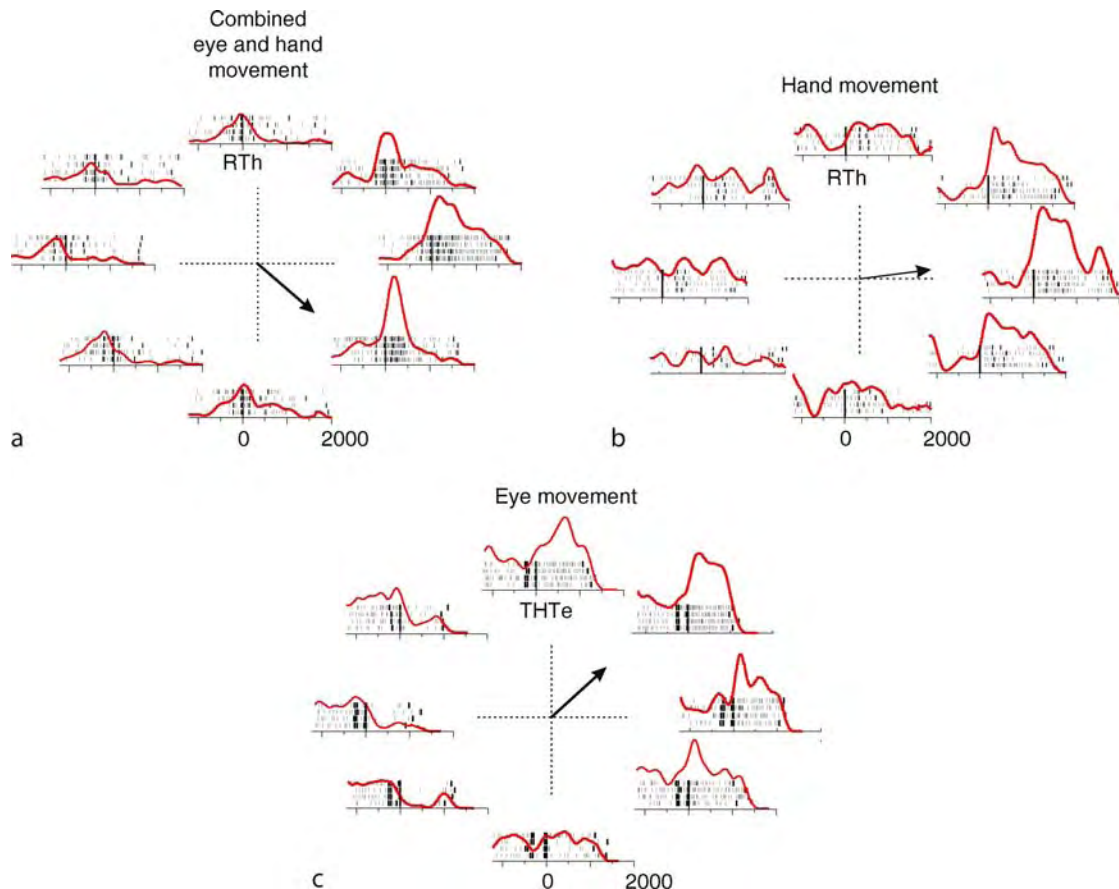 Combined
eye and hand
movement
RTh
0 2000
a
Hand movement
RTh
0 2000
b
Eye movement
THTe
0 2000
c